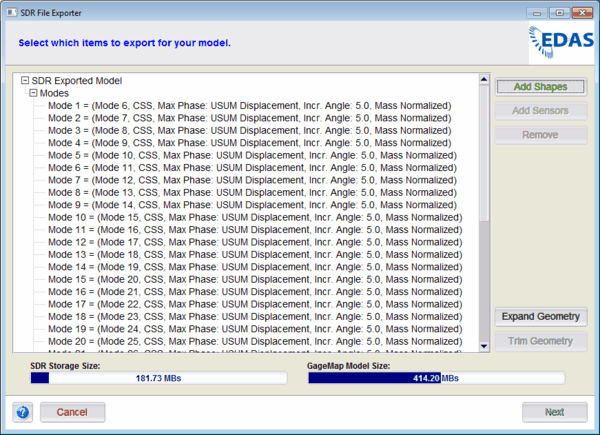 SDR File Exporter
Select which items to export for your model.
EDAS
SDR Exported Model
Modes
Mode 1 = (Mode 6, CSS, Max Phase: USUM Displacement, Incr. Angle: 5.0, Mass Normalized)
Mode 2 = (Mode 7, CSS, Max Phase: USUM Displacement, Incr. Angle: 5.0, Mass Normalized)
Mode 3 = (Mode 8, CSS, Max Phase: USUM Displacement, Incr. Angle: 5.0, Mass Normalized)
Mode 4 = (Mode 9, CSS, Max Phase: USUM Displacement, Incr. Angle: 5.0, Mass Normalized)
Mode 5 = (Mode 10, CSS, Max Phase: USUM Displacement, Incr. Angle: 5.0, Mass Normalized)
Mode 6 = (Mode 11, CSS, Max Phase: USUM Displacement, Incr. Angle: 5.0, Mass Normalized)
Mode 7 = (Mode 12, CSS, Max Phase: USUM Displacement, Incr. Angle: 5.0, Mass Normalized)
Mode 8 = (Mode 13, CSS, Max Phase: USUM Displacement, Incr. Angle: 5.0, Mass Normalized)
Mode 9 = (Mode 14, CSS, Max Phase: USUM Displacement, Incr. Angle: 5.0, Mass Normalized)
Mode 10 = (Mode 15, CSS, Max Phase: USUM Displacement, Incr. Angle: 5.0, Mass Normalized)
Mode 11 = (Mode 16, CSS, Max Phase: USUM Displacement, Incr. Angle: 5.0, Mass Normalized)
Mode 12 = (Mode 17, CSS, Max Phase: USUM Displacement, Incr. Angle: 5.0, Mass Normalized)
Mode 13 = (Mode 18, CSS, Max Phase: USUM Displacement, Incr. Angle: 5.0, Mass Normalized)
Mode 14 = (Mode 19, CSS, Max Phase: USUM Displacement, Incr. Angle: 5.0, Mass Normalized)
Mode 15 = (Mode 20, CSS, Max Phase: USUM Displacement, Incr. Angle: 5.0, Mass Normalized)
Mode 16 = (Mode 21, CSS, Max Phase: USUM Displacement, Incr. Angle: 5.0, Mass Normalized)
Mode 17 = (Mode 22, CSS, Max Phase: USUM Displacement, Incr. Angle: 5.0, Mass Normalized)
Mode 18 = (Mode 23, CSS, Max Phase: USUM Displacement, Incr. Angle: 5.0, Mass Normalized)
Mode 19 = (Mode 24, CSS, Max Phase: USUM Displacement, Incr. Angle: 5.0, Mass Normalized)
Mode 20 = (Mode 25, CSS, Max Phase: USUM Displacement, Incr. Angle: 5.0, Mass Normalized)
Add Shapes
Add Sensors
Remove
Expand Geometry
Trim Geometry
SDR Storage Size:
181.73 MBs
GageMap Model Size:
414.20 MBs
?
Cancel
Next